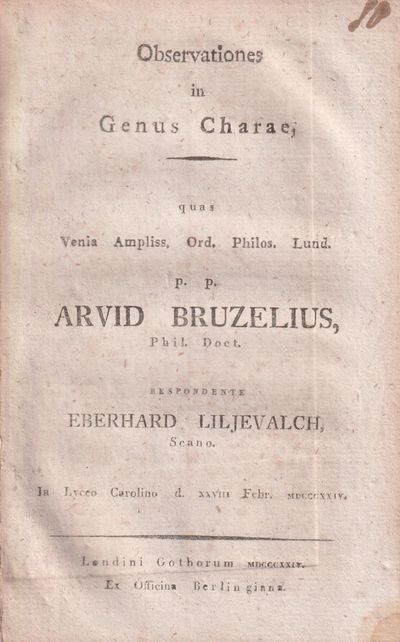 10
Observationes
in
Genus Charae,
quas
Venia Ampliss. Ord. Philos. Lund.
p. p.
ARVID BRUZELIUS,
Phil. Doct.
RESPONDENTE
EBERHARD LILJEVALCH,
Scano.
In Lyceo Carolino d. XXVIII Febr. MDCCCXXIV.
Londini Gothorum MDCCCXXIV.
Ex Officina Berlingiana.